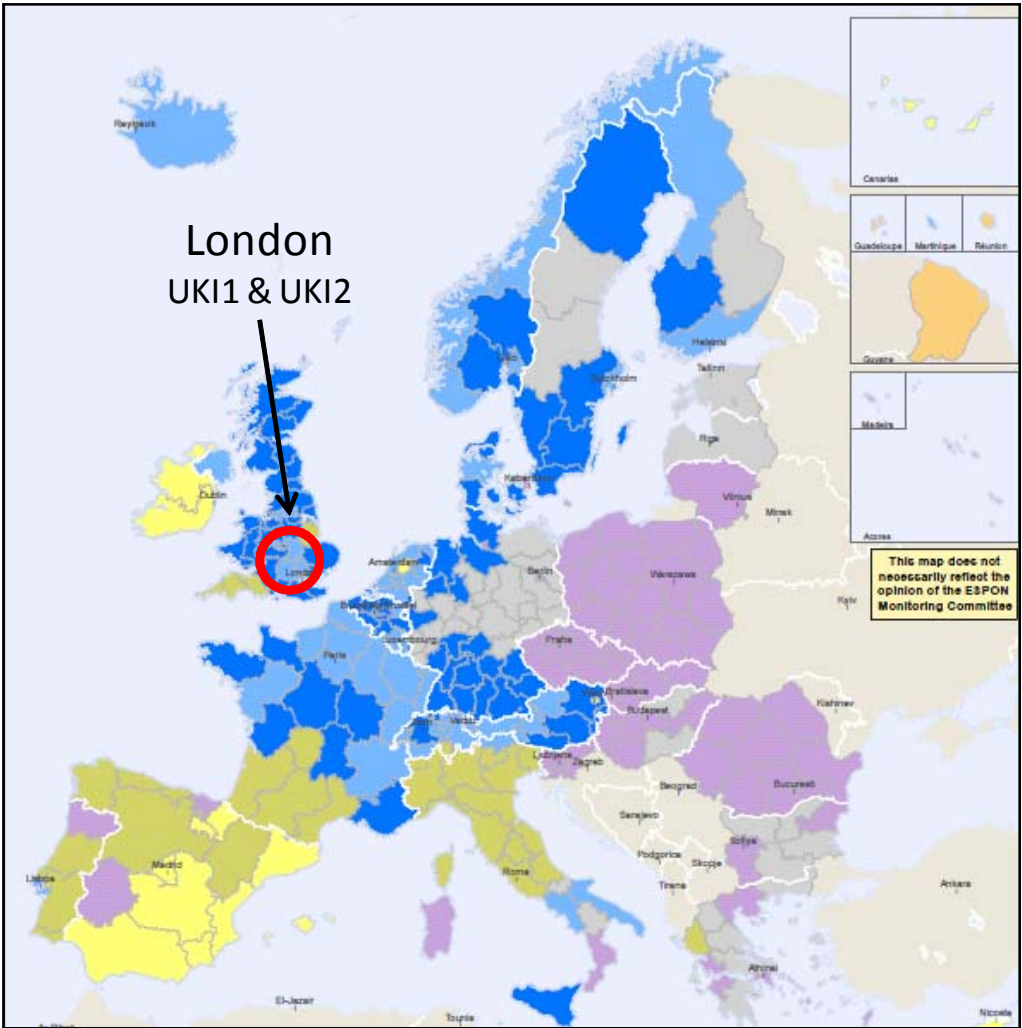 Reykjavik
Canarias
London
UKI1 & UKI2
Guadeloupe
Martinique
Réunion
Guyane
Helsinki
Oslo
Tallinn
Stockholm
Madeira
Riga
København
Dublin
Vilnius
Minsk
Acores
Amsterdam
Berlin
London
Warszawa
This map does not
necessarily reflect the
opinion of the ESPON
Monitoring Committee
Kyiv
Luxembourg
Praha
Paris
Bratislava
Kishinev
Bern
Vaduz
Budapest
Ljubljana
Zagreb
Beograd
Bucuresti
Sarajevo
Sofiya
Podgorica
Skopje
Madrid
Roma
Tirana
Lisboa
Ankara
Athinai
El-Jazair
Tounis
Nicosia